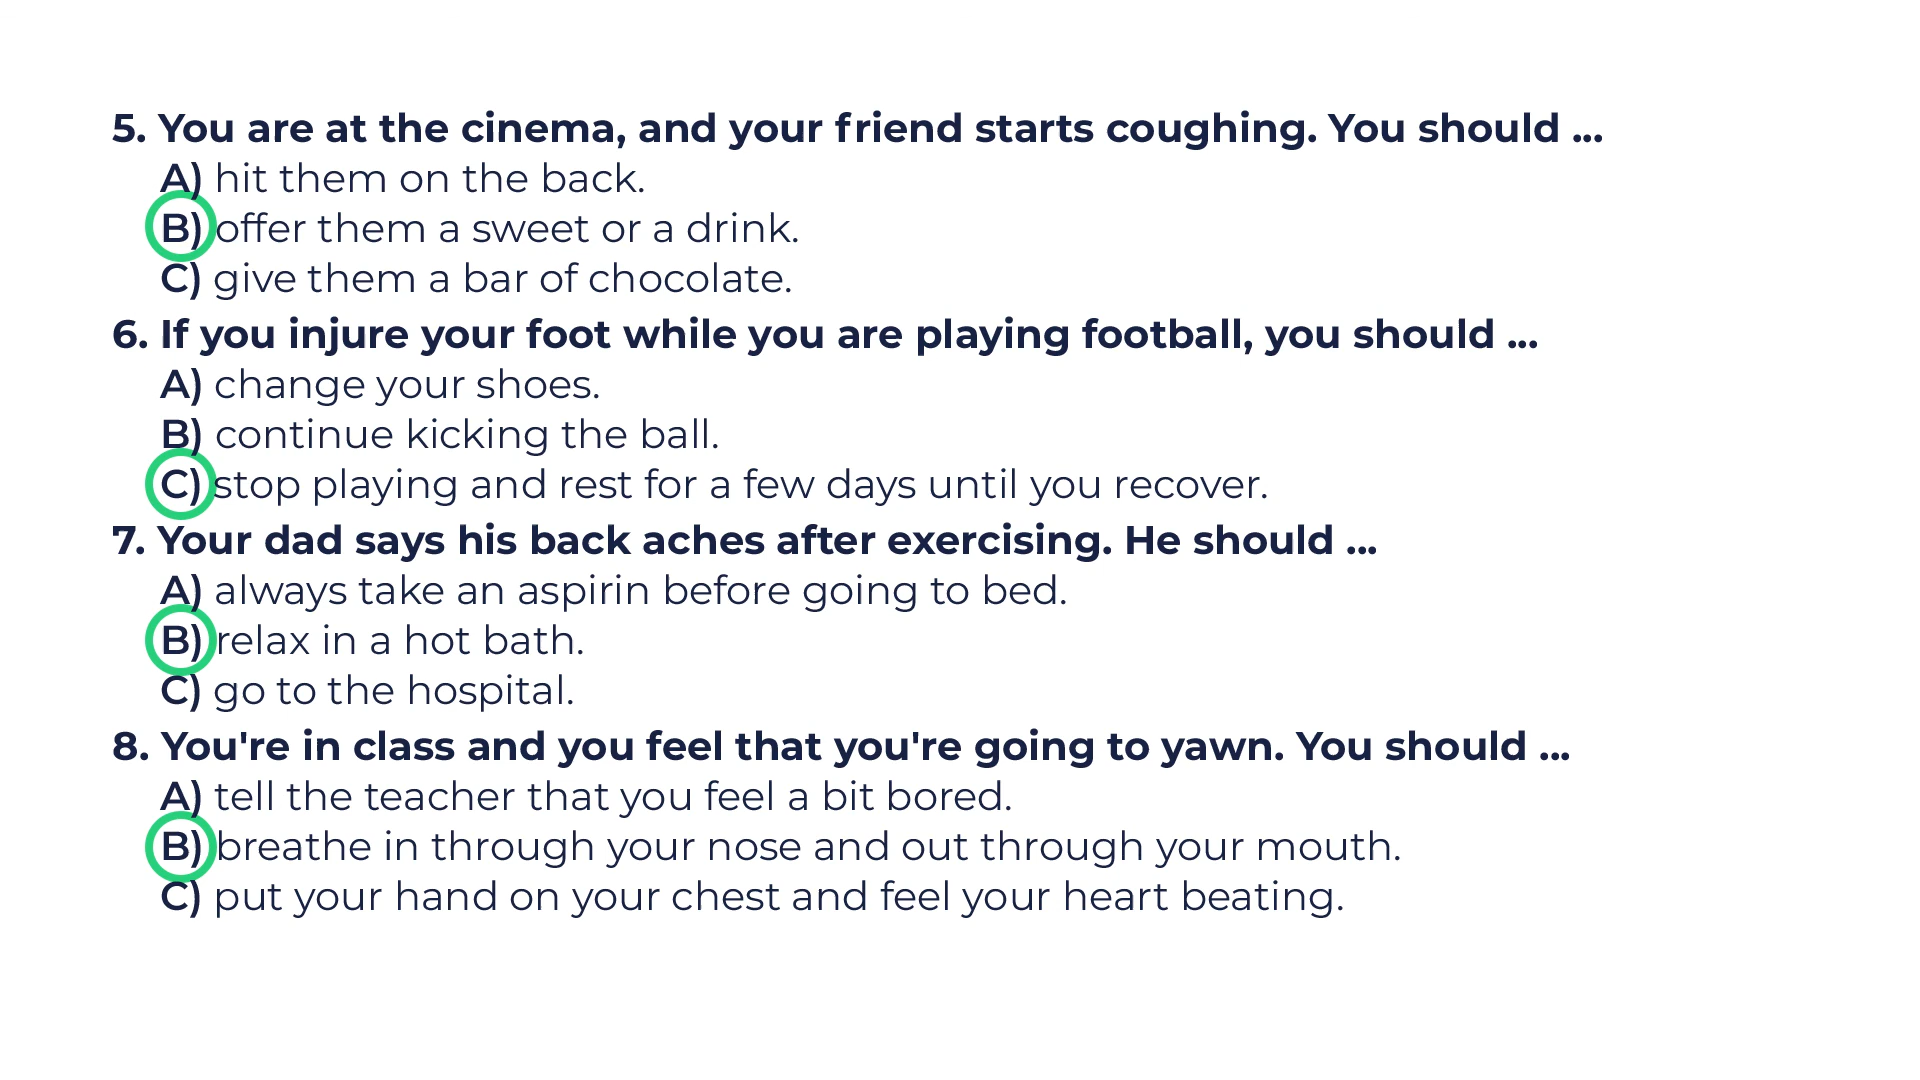 5. You are at the cinema, and your friend starts coughing. You should ...
A) hit them on the back.
B) offer them a sweet or a drink.
C) give them a bar of chocolate.
6. If you injure your foot while you are playing football, you should ...
A) change your shoes.
B) continue kicking the ball.
C) stop playing and rest for a few days until you recover.
7. Your dad says his back aches after exercising. He should ...
A) always take an aspirin before going to bed.
B) relax in a hot bath.
C) go to the hospital.
8. You're in class and you feel that you're going to yawn. You should ...
A) tell the teacher that you feel a bit bored.
B) breathe in through your nose and out through your mouth.
C) put your hand on your chest and feel your heart beating.